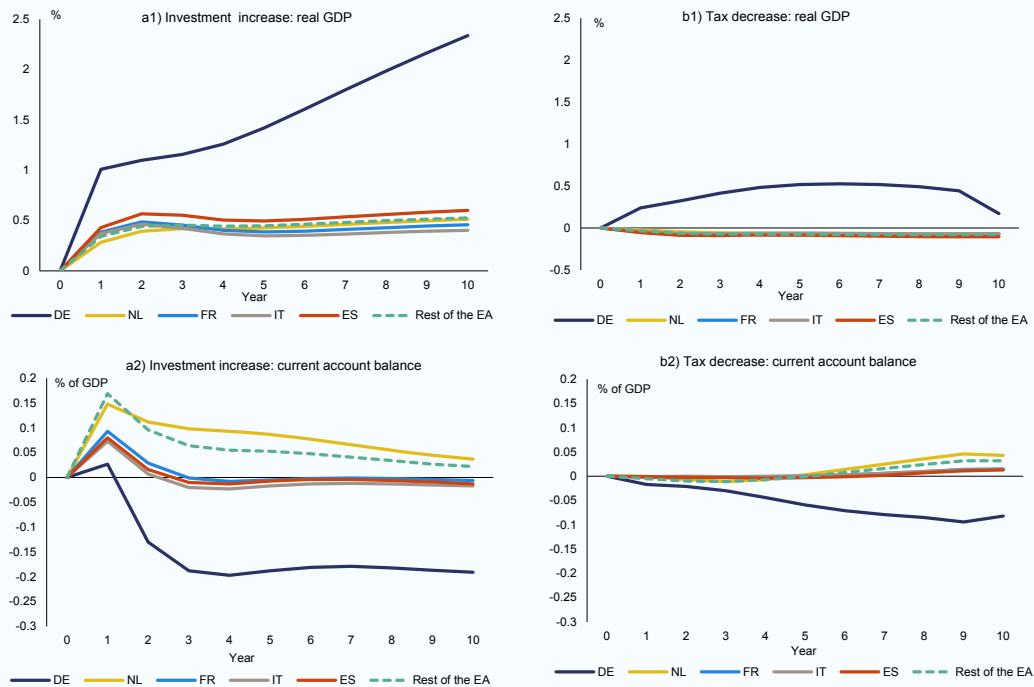 a1) Investment increase: real GDP
%
2.5
2
1.5
1
0.5
0
0 1 2 3 4 5 6 7 8 9 10
Year
DE NL FR IT ES Rest of the EA
b1) Tax decrease: real GDP
%
2.5
2
1.5
1
0.5
0
-0.5
0 1 2 3 4 5 6 7 8 9 10
Year
DE NL FR IT ES Rest of the EA
a2) Investment increase: current account balance
% of GDP
0.2
0.15
0.1
0.05
0
-0.05
-0.1
-0.15
-0.2
-0.25
-0.3
0 1 2 3 4 5 6 7 8 9 10
Year
DE NL FR IT ES Rest of the EA
b2) Tax decrease: current account balance
% of GDP
0.2
0.15
0.1
0.05
0
-0.05
-0.1
-0.15
-0.2
-0.25
-0.3
0 1 2 3 4 5 6 7 8 9 10
Year
DE NL FR IT ES Rest of the EA